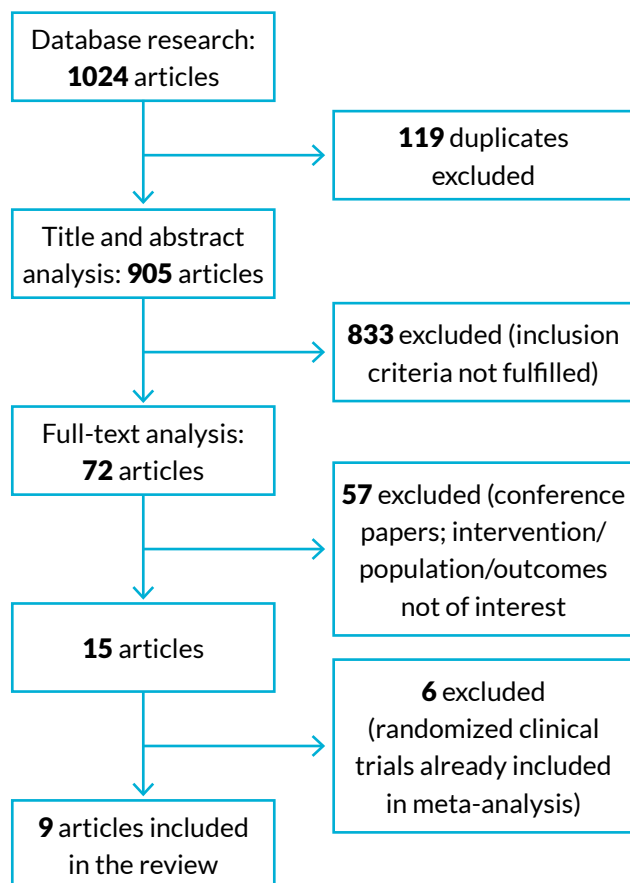 Database research:
1024 articles
119 duplicates
excluded
Title and abstract
analysis: 905 articles
833 excluded (inclusion
criteria not fulfilled)
Full-text analysis:
72 articles
57 excluded (conference
papers; intervention/
population/outcomes
not of interest
15 articles
6 excluded
(randomized clinical
trials already included
in meta-analysis)
9 articles included
in the review